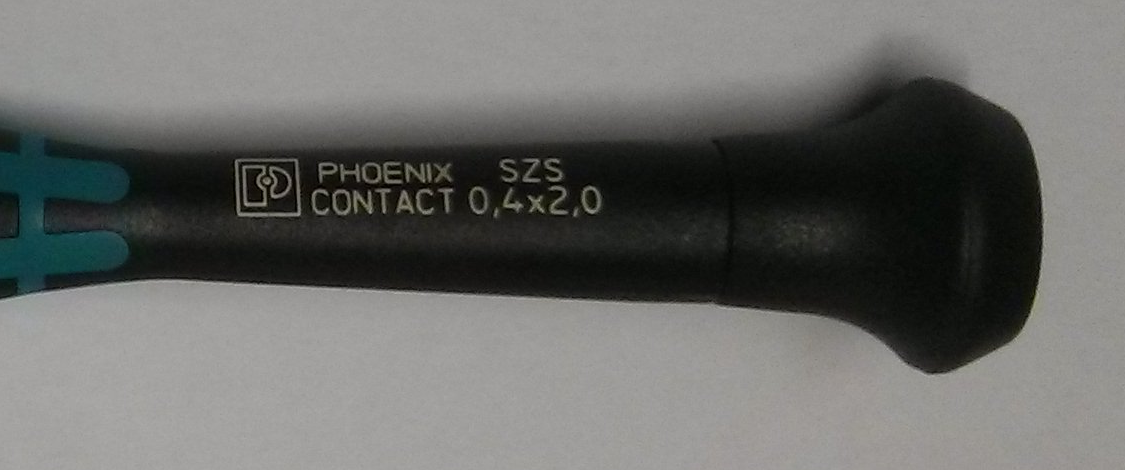 PHOENIX SZS
CONTACT 0,4x2,0